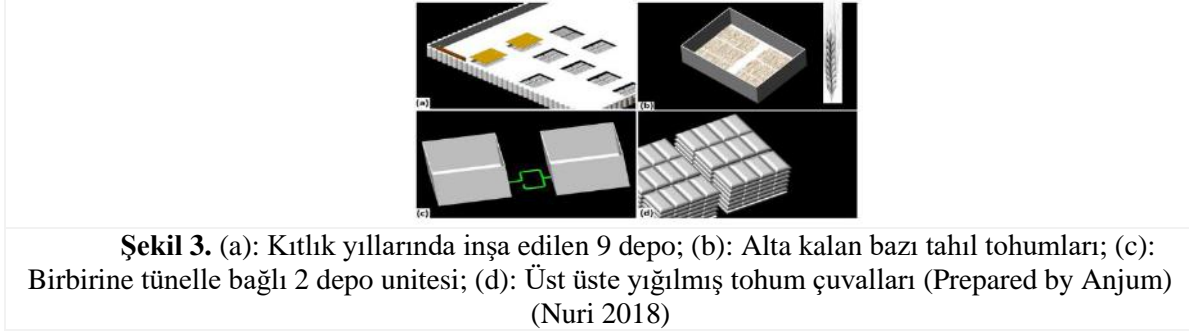 (a)
(b)
(c)
(d)
Şekil 3. (a): Kıtlık yıllarında inşa edilen 9 depo; (b): Alta kalan bazı tahıl tohumları; (c):
Birbirine tünelle bağlı 2 depo unitesi; (d): Üst üste yığılmış tohum çuvalları (Prepared by Anjum)
(Nuri 2018)